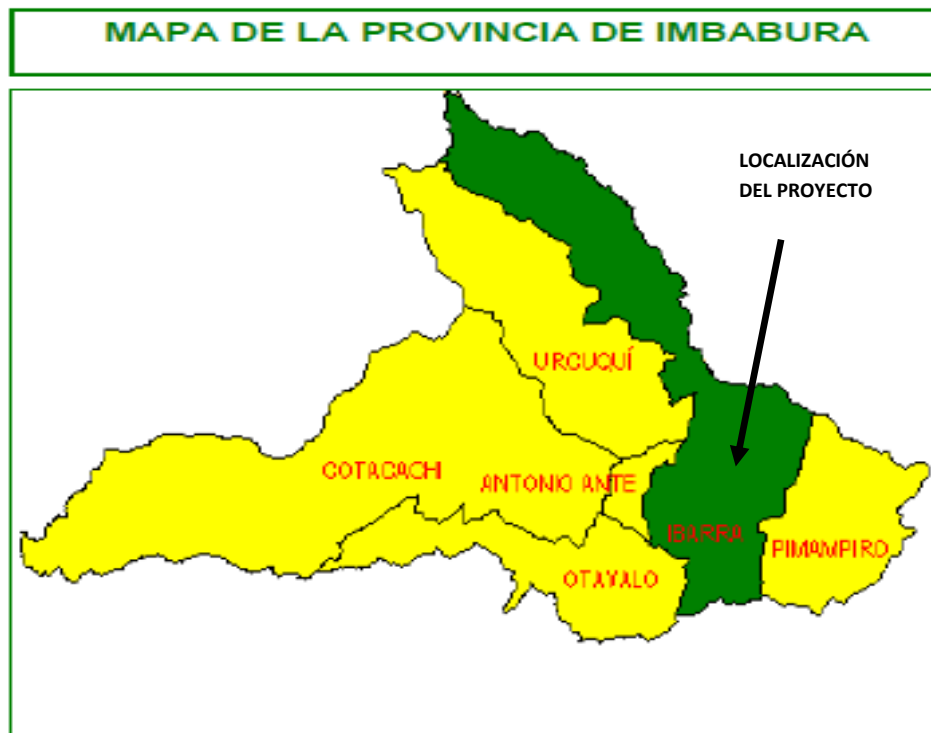 MAPA DE LA PROVINCIA DE IMBABURA
LOCALIZACIÓN
DEL PROYECTO
URCUQUÍ
COTACACHI
ANTONIO ANTE
IBARRA
PIMAMPIRO
OTAVALO